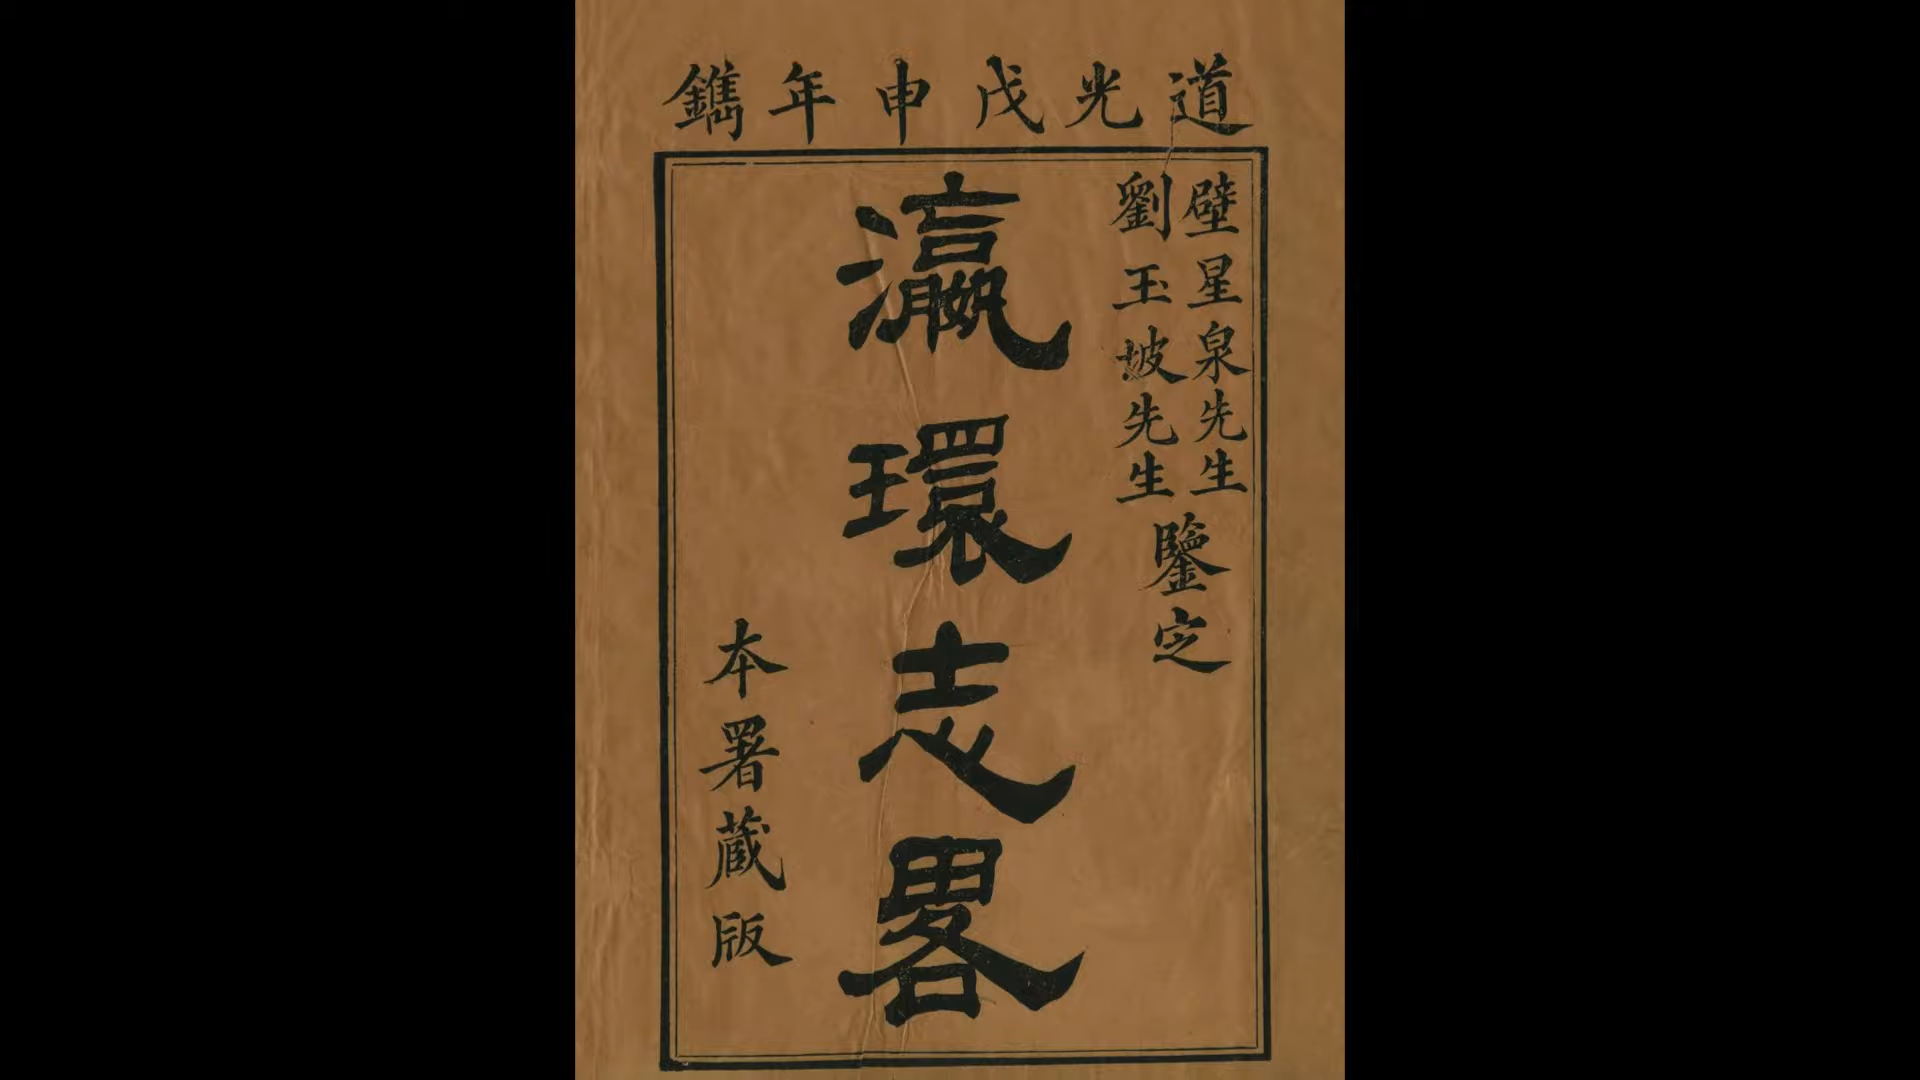 道光戊申年鐫
壁星泉先生
劉玉坡先生
鑒定
瀛環志畧
本署蔵版